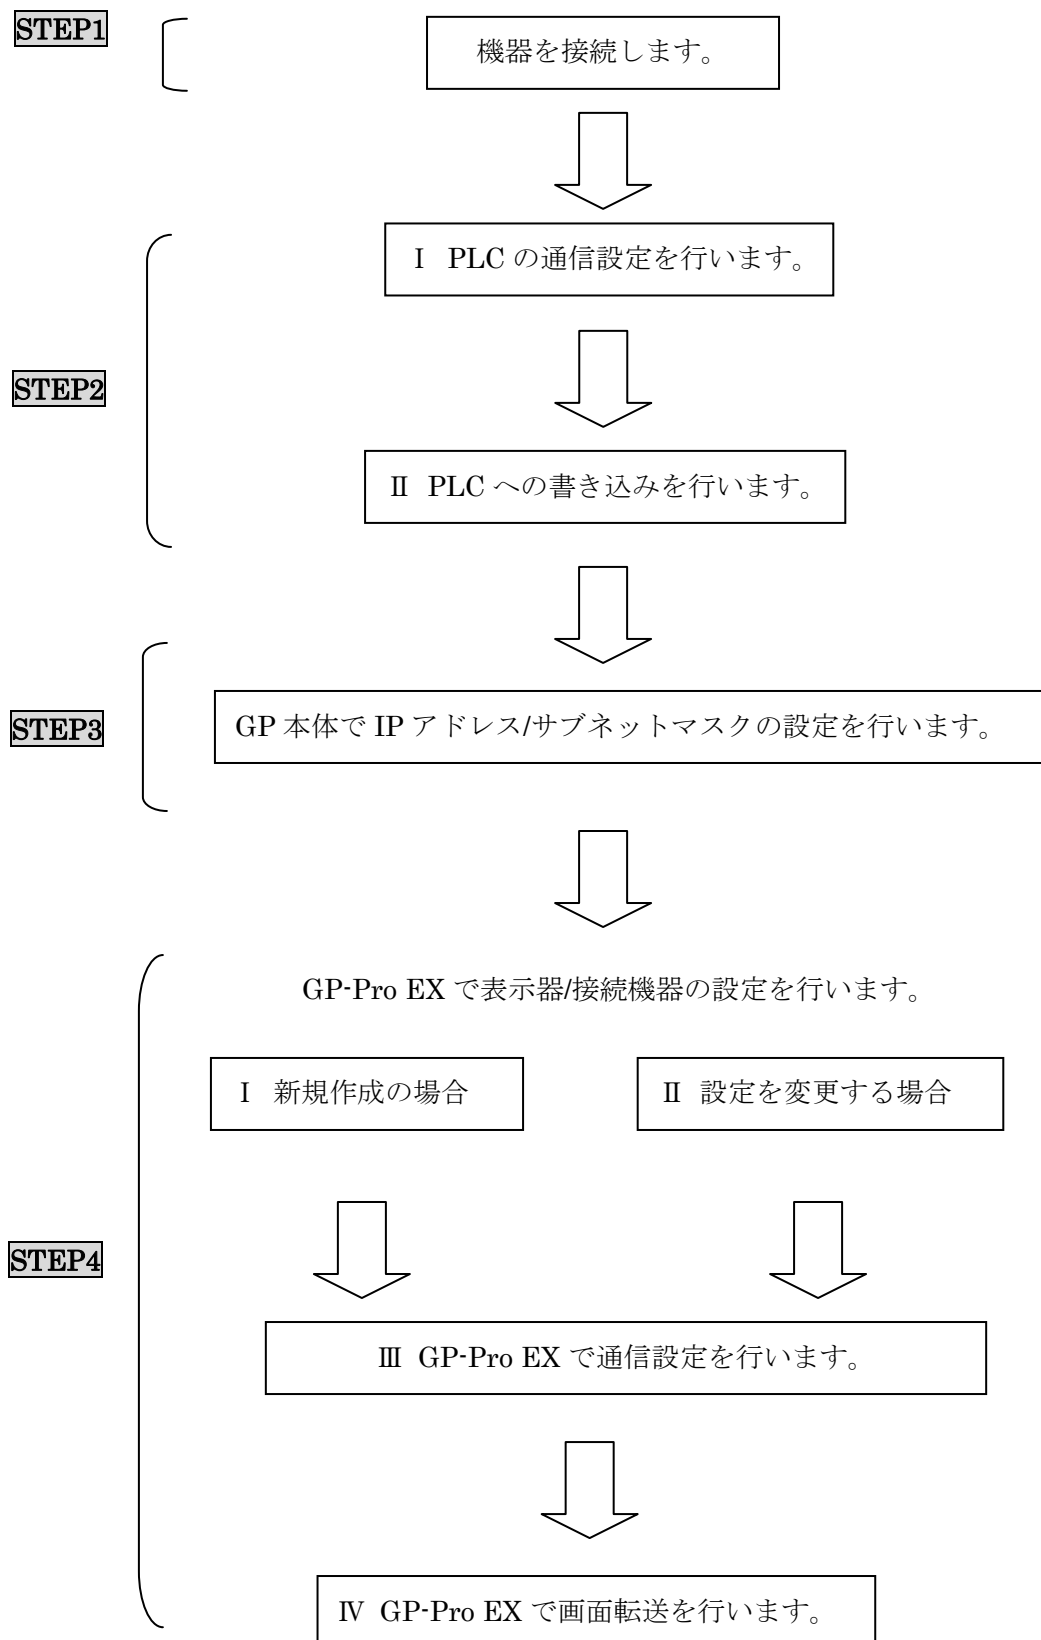 STEP1
機器を接続します。
Ⅰ PLC の通信設定を行います。
STEP2
Ⅱ PLC への書き込みを行います。
STEP3
GP 本体で IP アドレス/サブネットマスクの設定を行います。
GP-Pro EX で表示器/接続機器の設定を行います。
Ⅰ 新規作成の場合
Ⅱ 設定を変更する場合
STEP4
Ⅲ GP-Pro EX で通信設定を行います。
Ⅳ GP-Pro EX で画面転送を行います。